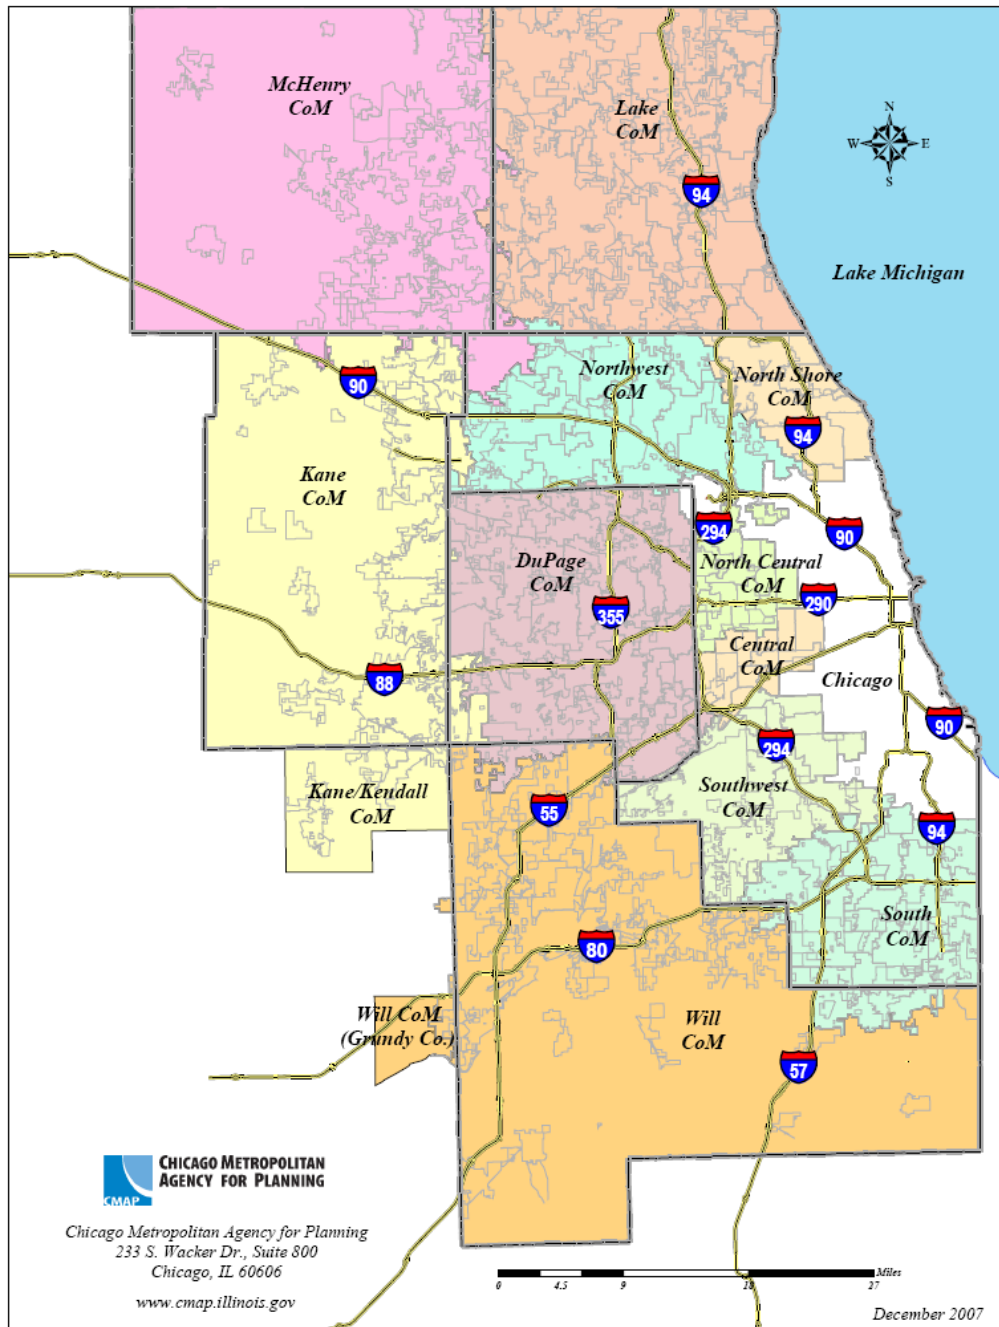 McHenry
CoM
Lake
CoM
N
W
E
S
94
Lake Michigan
90
Northwest
CoM
North Shore
CoM
94
Kane
CoM
294
90
DuPage
CoM
North Central
CoM
290
355
Central
CoM
88
Chicago
90
294
Kane/Kendall
CoM
55
Southwest
CoM
94
80
South
CoM
Will CoM
(Grundy Co.)
Will
CoM
57
CMAP
CHICAGO METROPOLITAN
AGENCY FOR PLANNING
Chicago Metropolitan Agency for Planning
233 S. Wacker Dr., Suite 800
Chicago, IL 60606
www.cmap.illinois.gov
Miles
0 4.5 9 18 27
December 2007